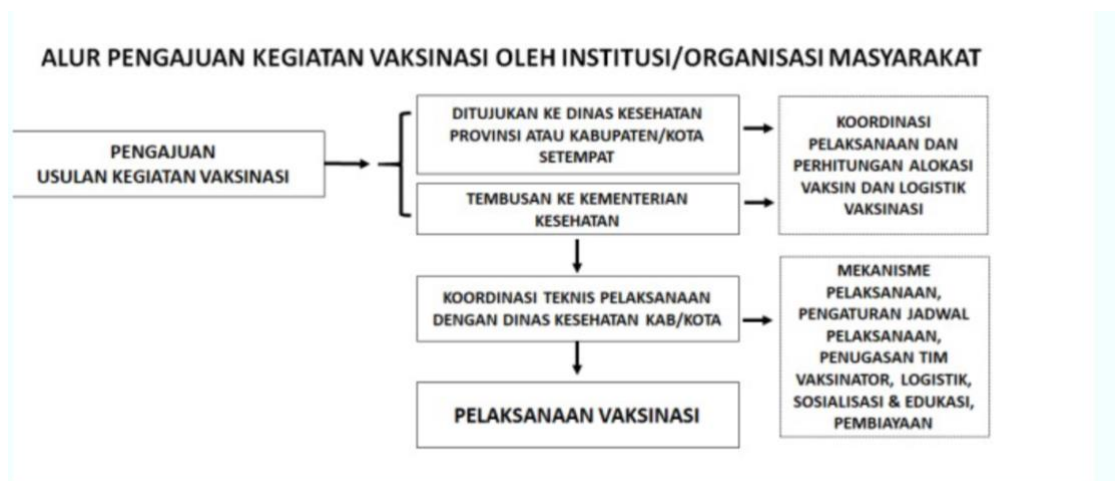 ALUR PENGAJUAN KEGIATAN VAKSINASI OLEH INSTITUSI/ORGANISASI MASYARAKAT
PENGAJUAN
USULAN KEGIATAN VAKSINASI
DITUJUKAN KE DINAS KESEHATAN
PROVINSI ATAU KABUPATEN/KOTA
SETEMPAT
KOORDINASI
PELAKSANAAN DAN
PERHITUNGAN ALOKASI
VAKSIN DAN LOGISTIK
VAKSINASI
TEMBUSAN KE KEMENTERIAN
KESEHATAN
KOORDINASI TEKNIS PELAKSANAAN
DENGAN DINAS KESEHATAN KAB/KOTA
MEKANISME
PELAKSANAAN,
PENGATURAN JADWAL
PELAKSANAAN,
PENUGASAN TIM
VAKSINATOR, LOGISTIK,
SOSIALISASI & EDUKASI,
PEMBIAYAAN
PELAKSANAAN VAKSINASI